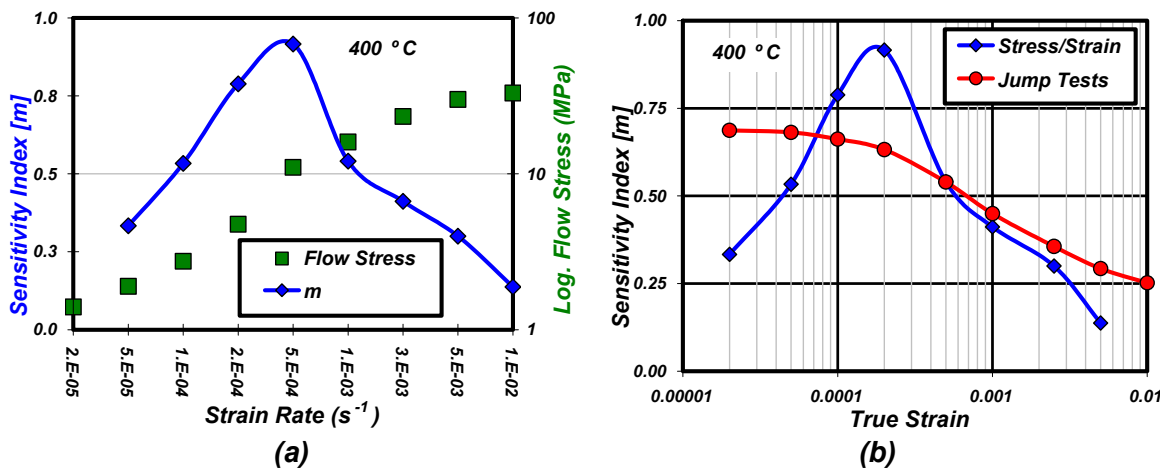 400 º C
Sensitivity Index [m]
1.0
0.8
0.5
0.3
0.0
Log. Flow Stress (MPa)
100
10
1
Flow Stress
m
2.E-05
5.E-05
1.E-04
2.E-04
5.E-04
1.E-03
3.E-03
5.E-03
1.E-02
Strain Rate (s -1)
(a)
400 º C
Stress/Strain
Jump Tests
Sensitivity Index [m]
1.00
0.75
0.50
0.25
0.00
0.00001
0.0001
0.001
0.01
True Strain
(b)